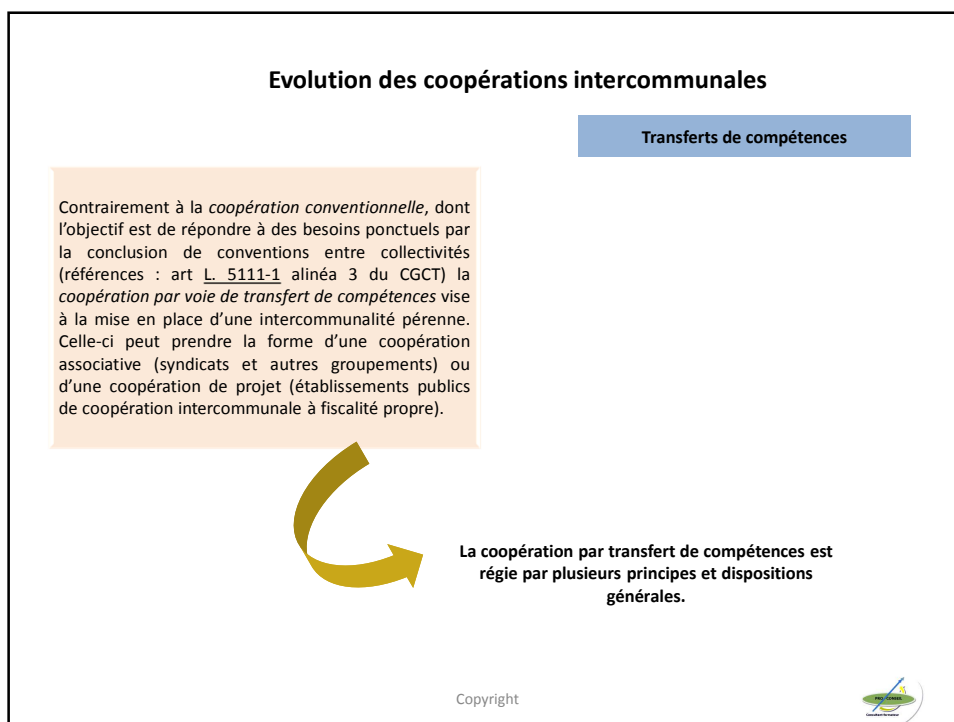 Evolution des coopérations intercommunales
Transferts de compétences
Contrairement à la coopération conventionnelle, dont
l’objectif est de répondre à des besoins ponctuels par
la conclusion de conventions entre collectivités
(références : art L. 5111-1 alinéa 3 du CGCT) la
coopération par voie de transfert de compétences vise
à la mise en place d’une intercommunalité pérenne.
Celle-ci peut prendre la forme d’une coopération
associative (syndicats et autres groupements) ou
d’une coopération de projet (établissements publics
de coopération intercommunale à fiscalité propre).
La coopération par transfert de compétences est
régie par plusieurs principes et dispositions
générales.
Copyright
PRO CONSEIL
Consultant formateur